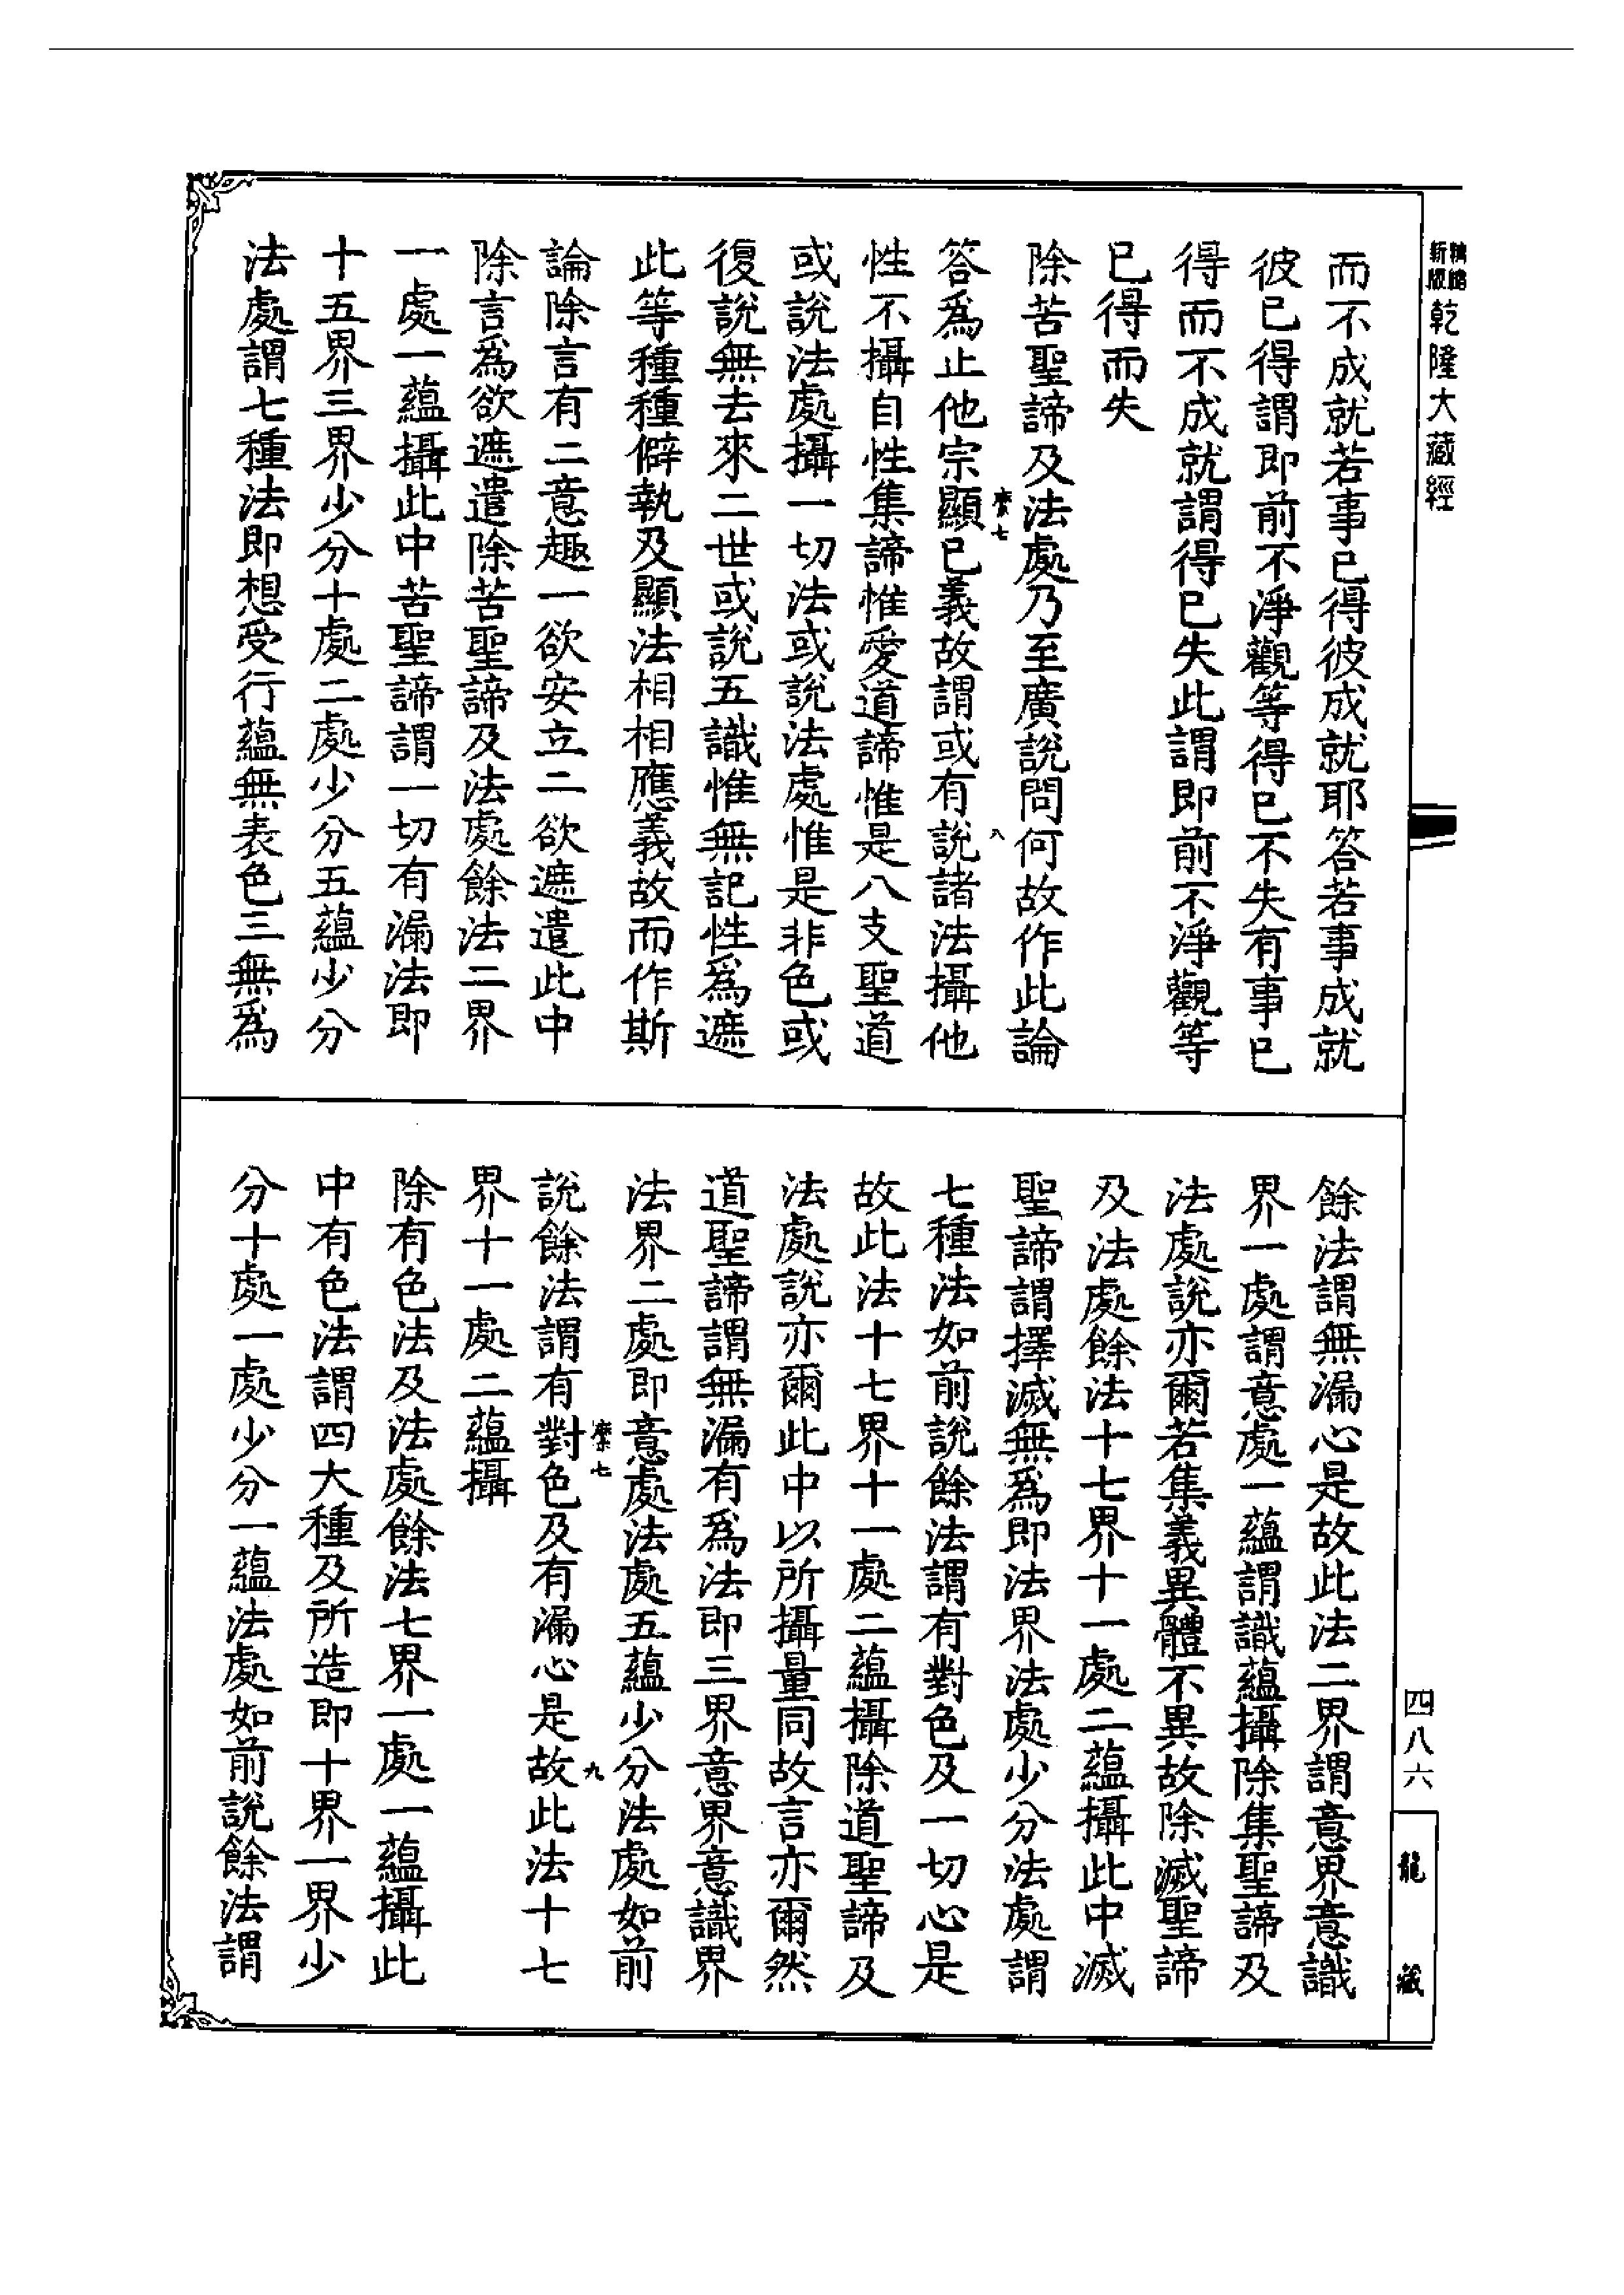 新版精縮乾隆大藏經
而不成就若事已得彼成就耶答若事成就
彼已得謂即前不淨觀等得已不失有事已
得而不成就謂得已失此謂即前不淨觀等
已得而失
除苦聖諦及法處乃至廣說問何故作此論
糜七
八
答爲止他宗顯已義故謂或有說諸法攝他
性不攝自性集諦惟愛道諦惟是八支聖道
或說法處攝一切法或說法處惟是非色或
復說無去來二世或說五識惟無記性爲遮
此等種種僻執及顯法相相應義故而作斯
論除言有二意趣一欲安立二欲遮遣此中
除言爲欲遮遣除苦聖諦及法處餘法二界
一處一蘊攝此中苦聖諦謂一切有漏法即
十五界三界少分十處二處少分五蘊少分
法處謂七種法即想受行蘊無表色三無爲
餘法謂無漏心是故此法二界謂意界意識
界一處謂意處一蘊謂識蘊攝除集聖諦及
法處說亦爾若集義異體不異故除滅聖諦
及法處餘法十七界十一處二蘊攝此中滅
聖諦謂擇滅無爲即法界法處少分法處謂
七種法如前說餘法謂有對色及一切心是
故此法十七界十一處二蘊攝除道聖諦及
法處說亦爾此中以所攝量同故言亦爾然
道聖諦謂無漏有爲法即三界意界意識界
法界二處即意處法處五蘊少分法處如前
糜七
九
說餘法謂有對色及有漏心是故此法十七
界十一處二蘊攝
除有色法及法處餘法七界一處一蘊攝此
中有色法謂四大種及所造即十界一界少
分十處一處少分一蘊法處如前說餘法謂
四八六
龍藏